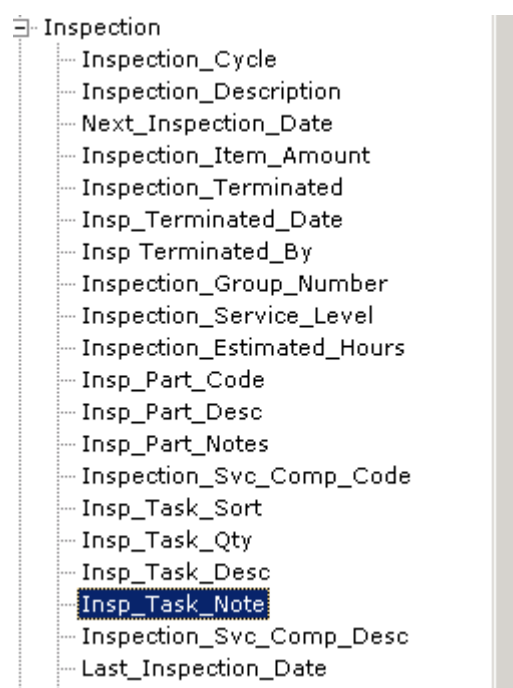 Inspection
Inspection_Cycle
Inspection_Description
Next_Inspection_Date
Inspection_Item_Amount
Inspection_Terminated
Insp_Terminated_Date
Insp Terminated_By
Inspection_Group_Number
Inspection_Service_Level
Inspection_Estimated_Hours
Insp_Part_Code
Insp_Part_Desc
Insp_Part_Notes
Inspection_Svc_Comp_Code
Insp_Task_Sort
Insp_Task_Qty
Insp_Task_Desc
Insp_Task_Note
Inspection_Svc_Comp_Desc
Last_Inspection_Date